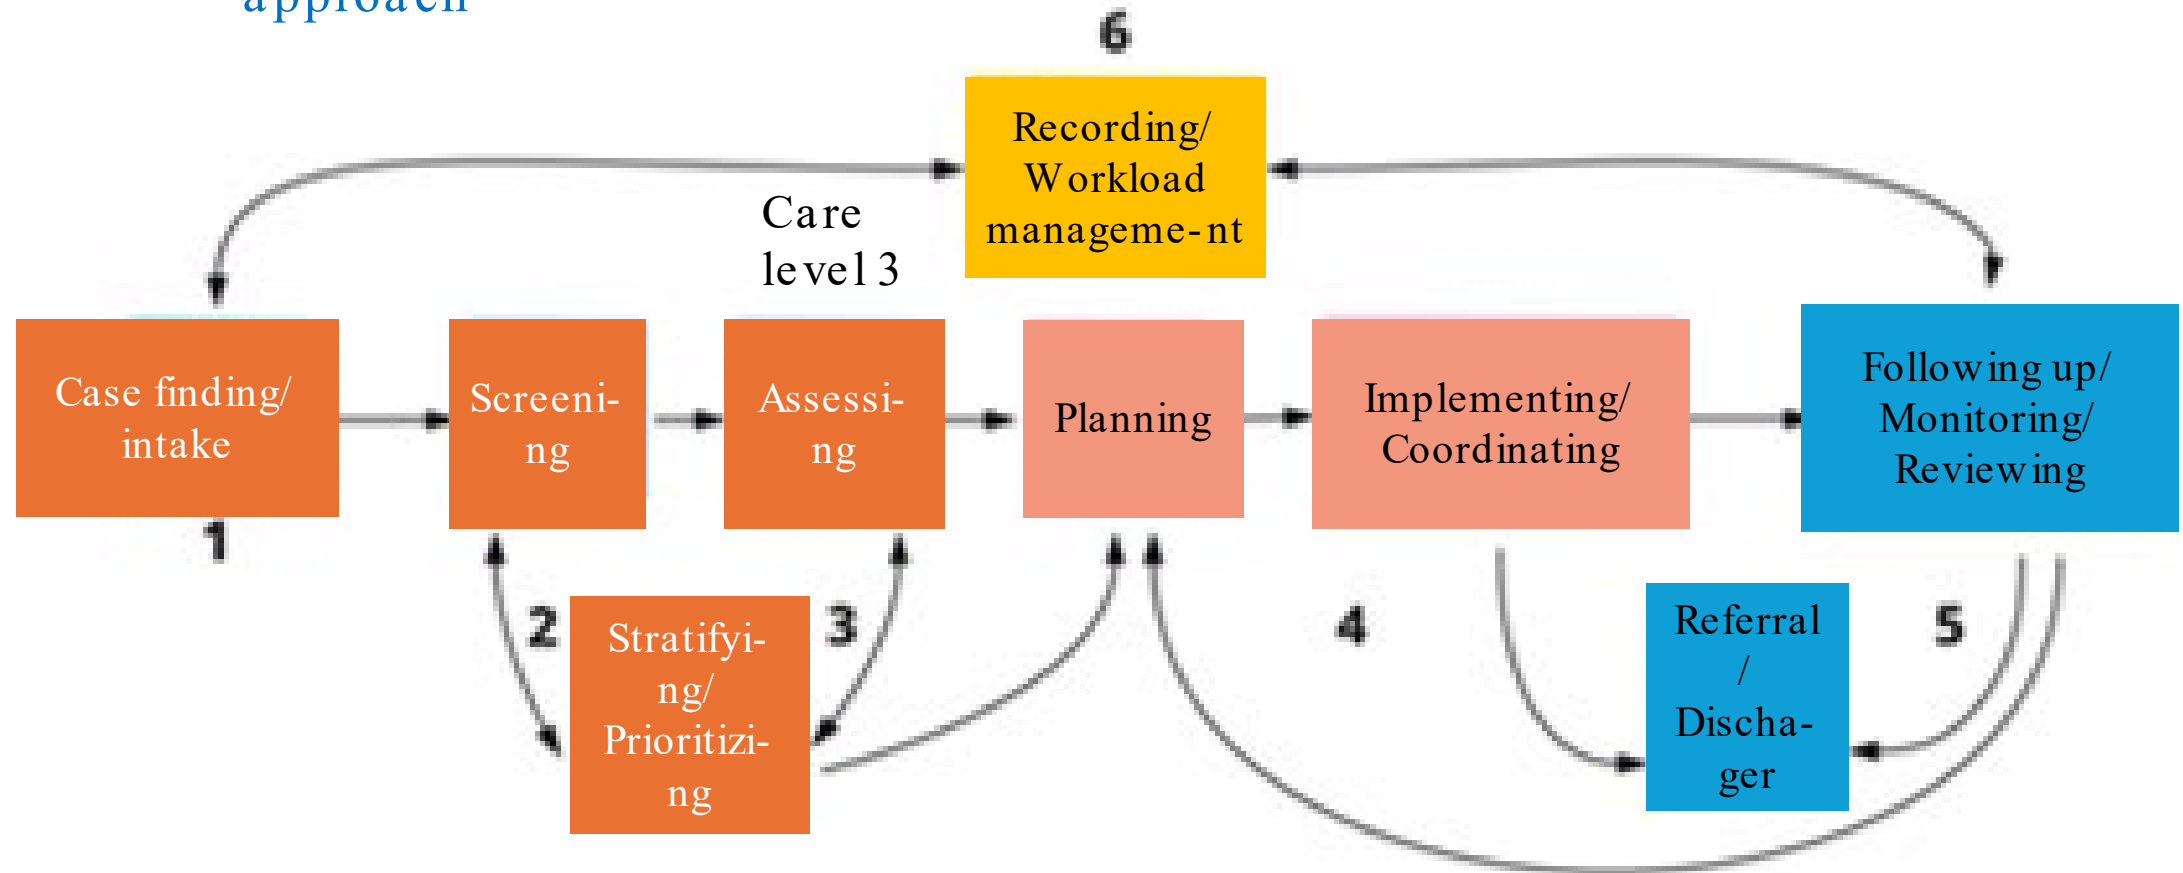 approach
6
Recording/
Workload
manageme-nt
Care
level 3
Case finding/
intake
Screeni-
ng
Assessi-
ng
Planning
Implementing/
Coordinating
Following up/
Monitoring/
Reviewing
1
2
Stratifyi-
ng/
Prioritizi-
ng
3
4
Referral
/
Discha-
ger
5